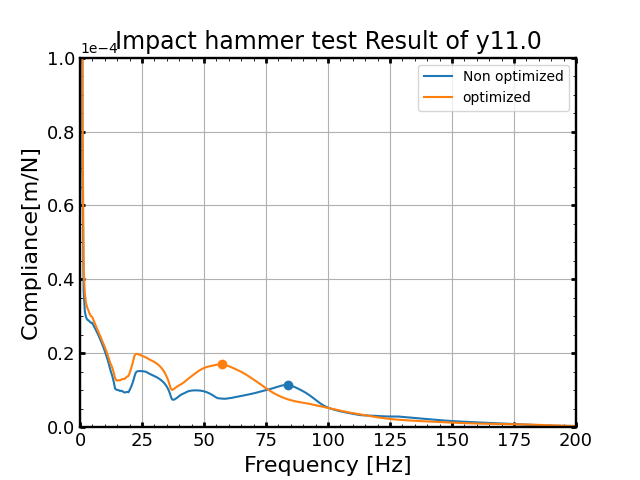 Impact hammer test Result of y11.0
1e−4
1.0
0.8
0.6
0.4
0.2
0.0
Compliance[m/N]
Non optimized
optimized
0 25 50 75 100 125 150 175 200
Frequency [Hz]